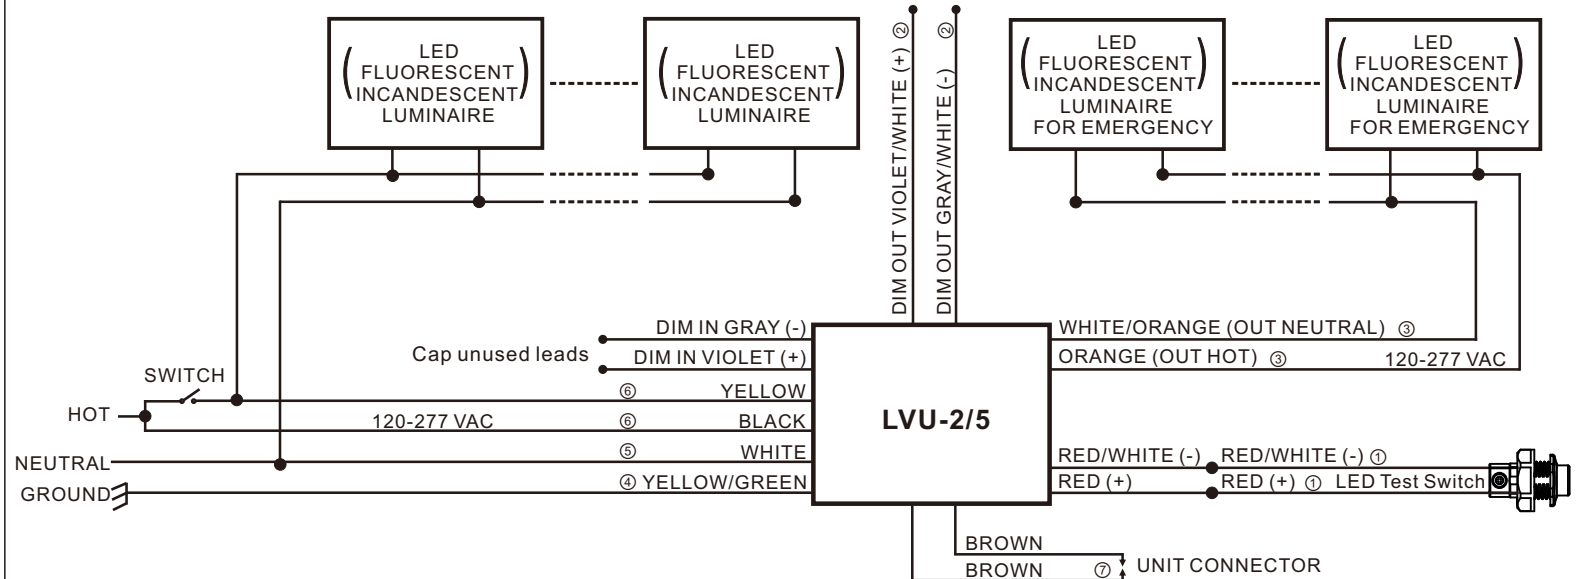 LED
FLUORESCENT
INCANDESCENT
LUMINAIRE
LED
FLUORESCENT
INCANDESCENT
LUMINAIRE
DIM OUT VIOLET/WHITE (+) ②
DIM OUT GRAY/WHITE (-) ②
LED
FLUORESCENT
INCANDESCENT
LUMINAIRE
FOR EMERGENCY
LED
FLUORESCENT
INCANDESCENT
LUMINAIRE
FOR EMERGENCY
DIM IN GRAY (-)
Cap unused leads
DIM IN VIOLET (+)
SWITCH
⑥ YELLOW
HOT
120-277 VAC ⑥ BLACK
NEUTRAL ⑤ WHITE
GROUND ④ YELLOW/GREEN
LVU-2/5
WHITE/ORANGE (OUT NEUTRAL) ③
ORANGE (OUT HOT) ③ 120-277 VAC
RED/WHITE (-) RED/WHITE (-) ①
RED (+) RED (+) ① LED Test Switch
BROWN
BROWN ⑦ UNIT CONNECTOR